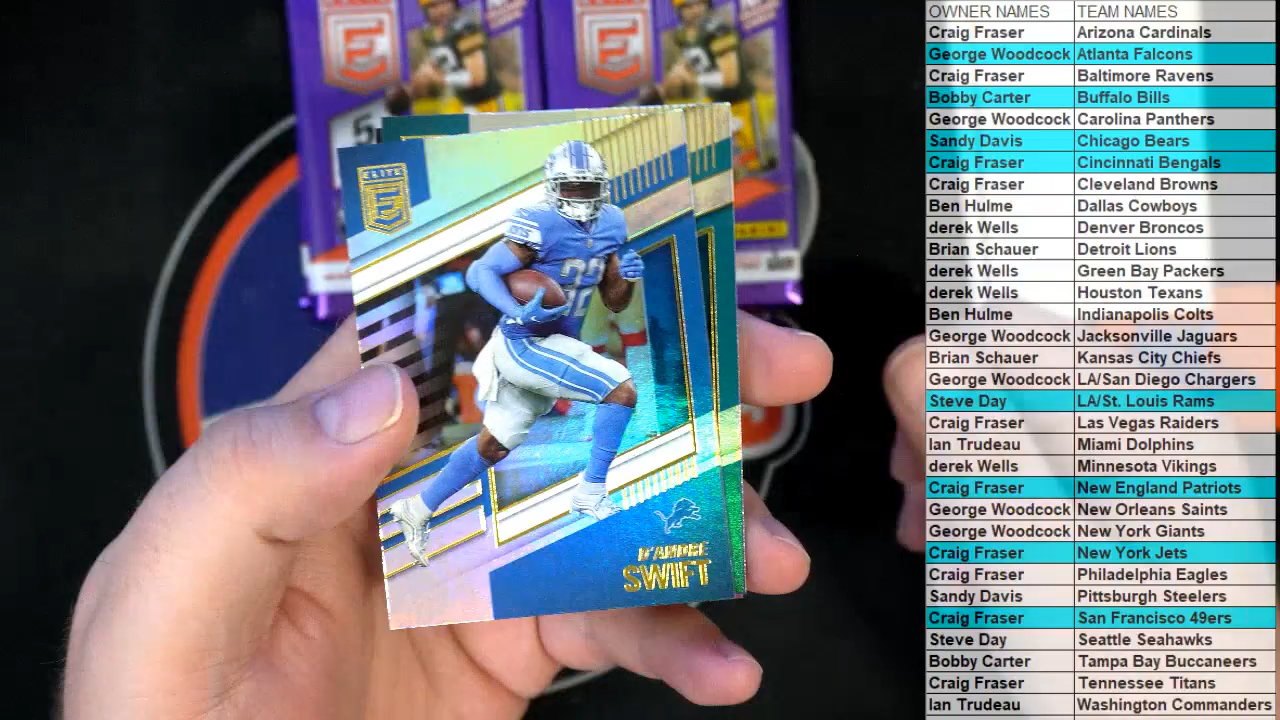 E
E
5
ELITE
E
22
D'ANDRE
SWIFT
OWNER NAMES TEAM NAMES
Craig Fraser Arizona Cardinals
George Woodcock Atlanta Falcons
Craig Fraser Baltimore Ravens
Bobby Carter Buffalo Bills
George Woodcock Carolina Panthers
Sandy Davis Chicago Bears
Craig Fraser Cincinnati Bengals
Craig Fraser Cleveland Browns
Ben Hulme Dallas Cowboys
derek Wells Denver Broncos
Brian Schauer Detroit Lions
derek Wells Green Bay Packers
derek Wells Houston Texans
Ben Hulme Indianapolis Colts
George Woodcock Jacksonville Jaguars
Brian Schauer Kansas City Chiefs
George Woodcock LA/San Diego Chargers
Steve Day LA/St. Louis Rams
Craig Fraser Las Vegas Raiders
Ian Trudeau Miami Dolphins
derek Wells Minnesota Vikings
Craig Fraser New England Patriots
George Woodcock New Orleans Saints
George Woodcock New York Giants
Craig Fraser New York Jets
Craig Fraser Philadelphia Eagles
Sandy Davis Pittsburgh Steelers
Craig Fraser San Francisco 49ers
Steve Day Seattle Seahawks
Bobby Carter Tampa Bay Buccaneers
Craig Fraser Tennessee Titans
Ian Trudeau Washington Commanders